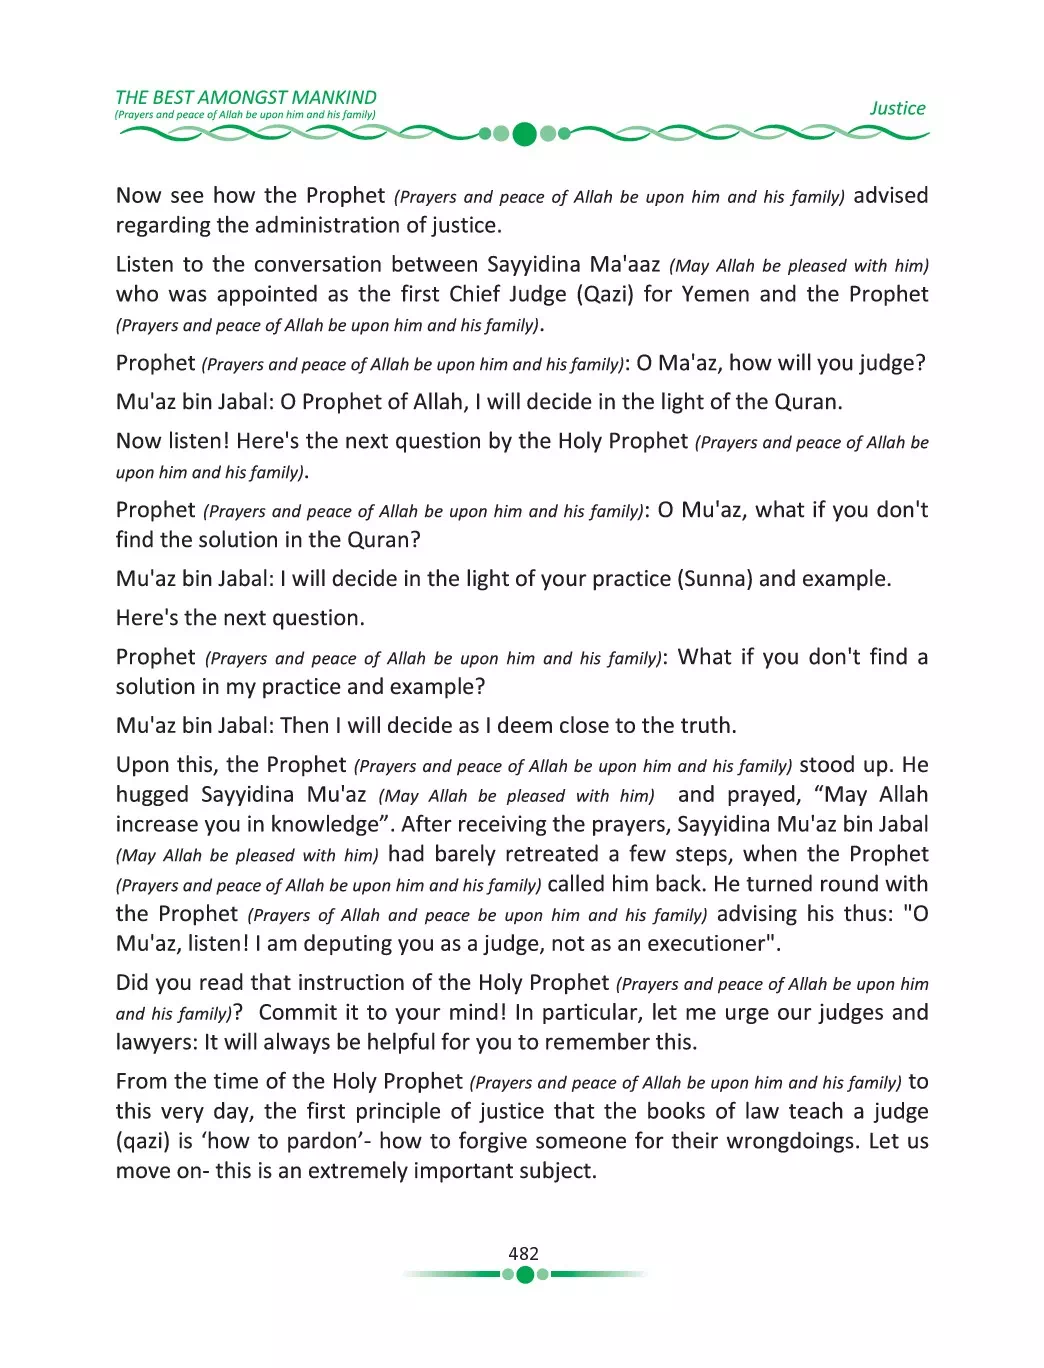 THE BEST AMONGST MANKIND
(Prayers and peace of Allah be upon him and his family)
Justice
Now see how the Prophet (Prayers and peace of Allah be upon him and his family) advised
regarding the administration of justice.
Listen to the conversation between Sayyidina Ma'aaz (May Allah be pleased with him)
who was appointed as the first Chief Judge (Qazi) for Yemen and the Prophet
(Prayers and peace of Allah be upon him and his family).
Prophet (Prayers and peace of Allah be upon him and his family): O Ma'az, how will you judge?
Mu'az bin Jabal: O Prophet of Allah, I will decide in the light of the Quran.
Now listen! Here's the next question by the Holy Prophet (Prayers and peace of Allah be
upon him and his family).
Prophet (Prayers and peace of Allah be upon him and his family): O Mu'az, what if you don't
find the solution in the Quran?
Mu'az bin Jabal: I will decide in the light of your practice (Sunna) and example.
Here's the next question.
Prophet (Prayers and peace of Allah be upon him and his family): What if you don't find a
solution in my practice and example?
Mu'az bin Jabal: Then I will decide as I deem close to the truth.
Upon this, the Prophet (Prayers and peace of Allah be upon him and his family) stood up. He
hugged Sayyidina Mu'az (May Allah be pleased with him) and prayed, “May Allah
increase you in knowledge”. After receiving the prayers, Sayyidina Mu'az bin Jabal
(May Allah be pleased with him) had barely retreated a few steps, when the Prophet
(Prayers and peace of Allah be upon him and his family) called him back. He turned round with
the Prophet (Prayers of Allah and peace be upon him and his family) advising his thus: "O
Mu'az, listen! I am deputing you as a judge, not as an executioner".
Did you read that instruction of the Holy Prophet (Prayers and peace of Allah be upon him
and his family)? Commit it to your mind! In particular, let me urge our judges and
lawyers: It will always be helpful for you to remember this.
From the time of the Holy Prophet (Prayers and peace of Allah be upon him and his family) to
this very day, the first principle of justice that the books of law teach a judge
(qazi) is ‘how to pardon’- how to forgive someone for their wrongdoings. Let us
move on- this is an extremely important subject.
482